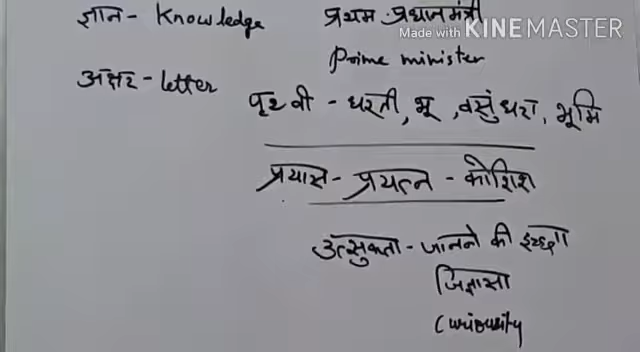 ज्ञान - Knowledge
प्रथम प्रधानमंत्री
Made with KINEMASTER
Prime minister
अक्षर - letter
पृथ्वी - धरती, भू, वसुंधरा, भूमि
प्रयास - प्रयत्न - कोशिश
उत्सुकता - जानने की इच्छा
जिज्ञासा
Curiousity